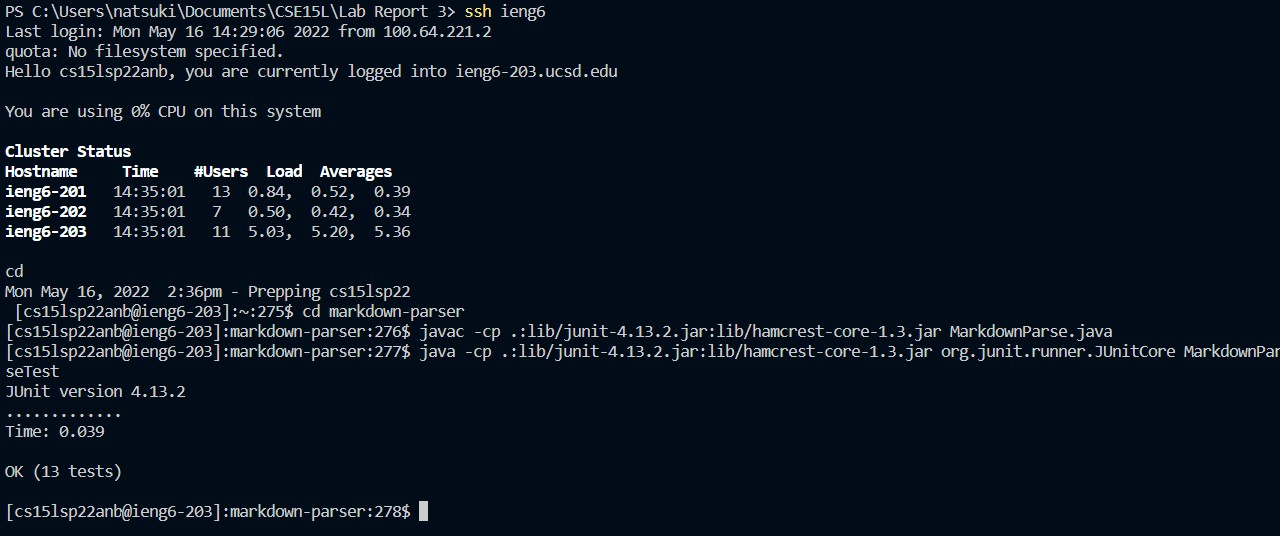 PS C:\Users\natsuki\Documents\CSE15L\Lab Report 3> ssh ieng6
Last login: Mon May 16 14:29:06 2022 from 100.64.221.2
quota: No filesystem specified.
Hello cs15lsp22anb, you are currently logged into ieng6-203.ucsd.edu
You are using 0% CPU on this system
Cluster Status
Hostname     Time    #Users  Load  Averages
ieng6-201   14:35:01   13  0.84,  0.52,  0.39
ieng6-202   14:35:01   7   0.50,  0.42,  0.34
ieng6-203   14:35:01   11  5.03,  5.20,  5.36
cd
Mon May 16, 2022  2:36pm - Prepping cs15lsp22
[cs15lsp22anb@ieng6-203]:~:275$ cd markdown-parser
[cs15lsp22anb@ieng6-203]:markdown-parser:276$ javac -cp .:lib/junit-4.13.2.jar:lib/hamcrest-core-1.3.jar MarkdownParse.java
[cs15lsp22anb@ieng6-203]:markdown-parser:277$ java -cp .:lib/junit-4.13.2.jar:lib/hamcrest-core-1.3.jar org.junit.runner.JUnitCore MarkdownPar
seTest
JUnit version 4.13.2
.............
Time: 0.039
OK (13 tests)
[cs15lsp22anb@ieng6-203]:markdown-parser:278$